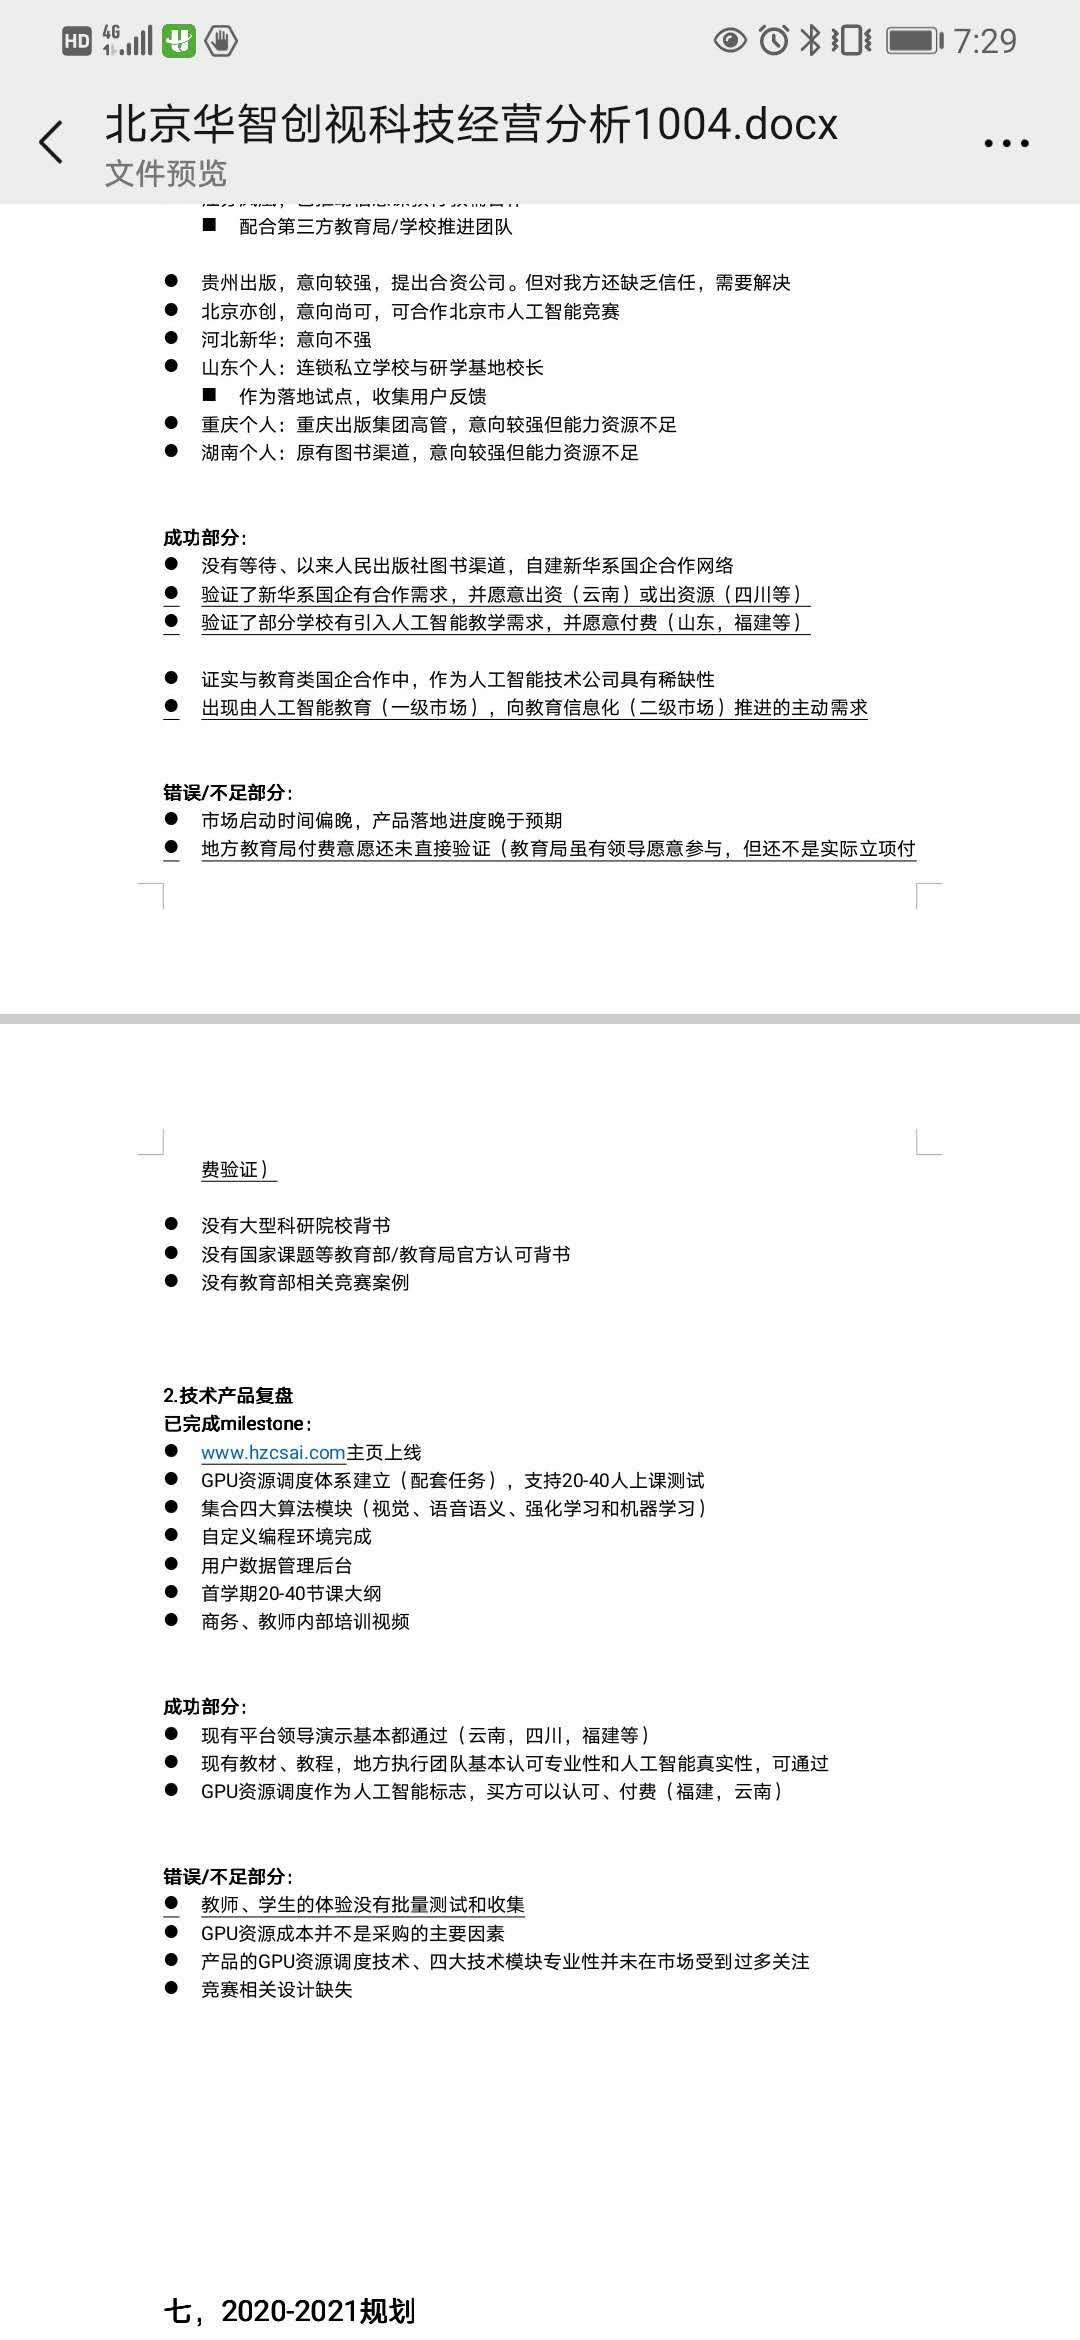 HD 4G 7:29
北京华智创视科技经营分析1004.docx
文件预览
■ 配合第三方教育局/学校推进团队
● 贵州出版，意向较强，提出合资公司。但对我方还缺乏信任，需要解决
● 北京亦创，意向尚可，可合作北京市人工智能竞赛
● 河北新华：意向不强
● 山东个人：连锁私立学校与研学基地校长
■ 作为落地试点，收集用户反馈
● 重庆个人：重庆出版集团高管，意向较强但能力资源不足
● 湖南个人：原有图书渠道，意向较强但能力资源不足
成功部分：
● 没有等待、以来人民出版社图书渠道，自建新华系国企合作网络
● 验证了新华系国企有合作需求，并愿意出资（云南）或出资源（四川等）
● 验证了部分学校有引入人工智能教学需求，并愿意付费（山东，福建等）
● 证实与教育类国企合作中，作为人工智能技术公司具有稀缺性
● 出现由人工智能教育（一级市场），向教育信息化（二级市场）推进的主动需求
错误/不足部分：
● 市场启动时间偏晚，产品落地进度晚于预期
● 地方教育局付费意愿还未直接验证（教育局虽有领导愿意参与，但还不是实际立项付
费验证）
● 没有大型科研院校背书
● 没有国家课题等教育部/教育局官方认可背书
● 没有教育部相关竞赛案例
2.技术产品复盘
已完成milestone：
● www.hzcsai.com主页上线
● GPU资源调度体系建立（配套任务），支持20-40人上课测试
● 集合四大算法模块（视觉、语音语义、强化学习和机器学习）
● 自定义编程环境完成
● 用户数据管理后台
● 首学期20-40节课大纲
● 商务、教师内部培训视频
成功部分：
● 现有平台领导演示基本都通过（云南，四川，福建等）
● 现有教材、教程，地方执行团队基本认可专业性和人工智能真实性，可通过
● GPU资源调度作为人工智能标志，买方可以认可、付费（福建，云南）
错误/不足部分：
● 教师、学生的体验没有批量测试和收集
● GPU资源成本并不是采购的主要因素
● 产品的GPU资源调度技术、四大技术模块专业性并未在市场受到过多关注
● 竞赛相关设计缺失
七，2020-2021规划